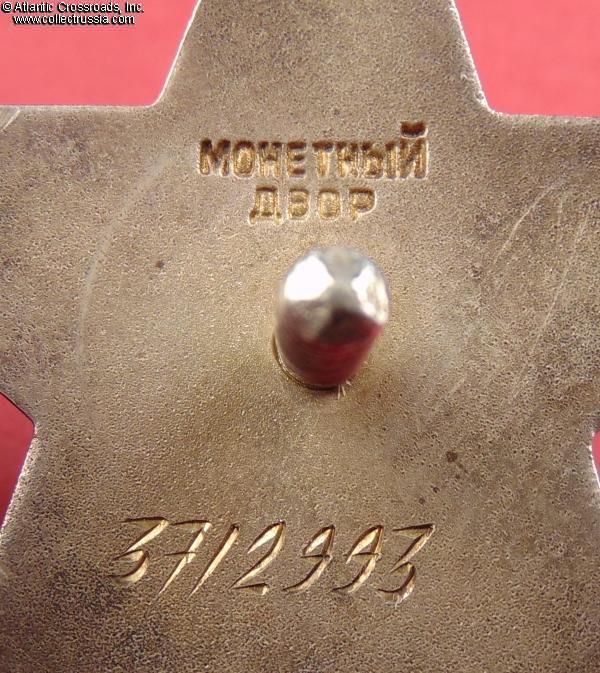 © Atlantic Crossroads, Inc.
www.collectrussia.com
МОНЕТНЫЙ
ДВОР
3712993